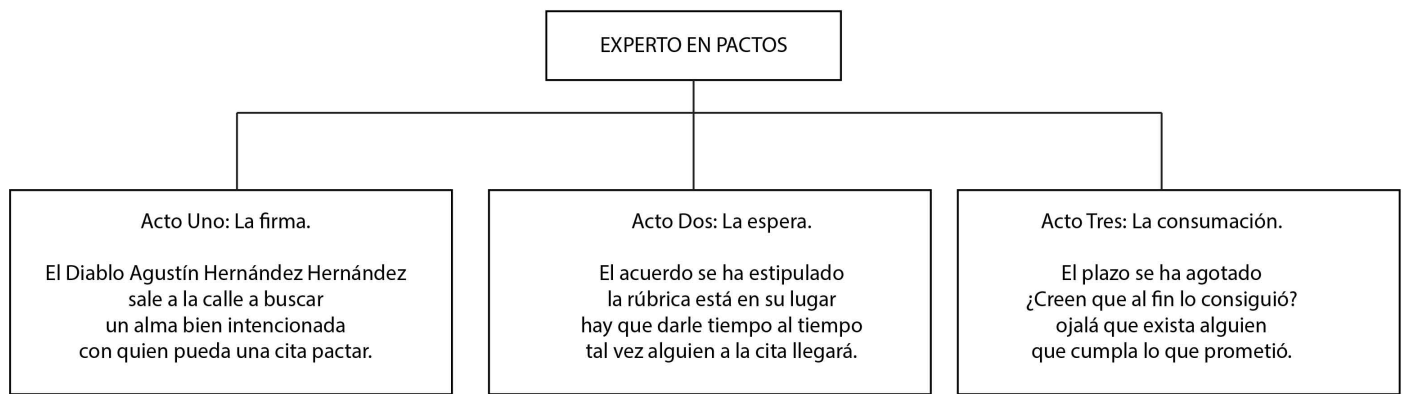 EXPERTO EN PACTOS
Acto Uno: La firma.
El Diablo Agustín Hernández Hernández
sale a la calle a buscar
un alma bien intencionada
con quien pueda una cita pactar.
Acto Dos: La espera.
El acuerdo se ha estipulado
la rúbrica está en su lugar
hay que darle tiempo al tiempo
tal vez alguien a la cita llegará.
Acto Tres: La consumación.
El plazo se ha agotado
¿Creen que al fin lo consiguió?
ojalá que exista alguien
que cumpla lo que prometió.